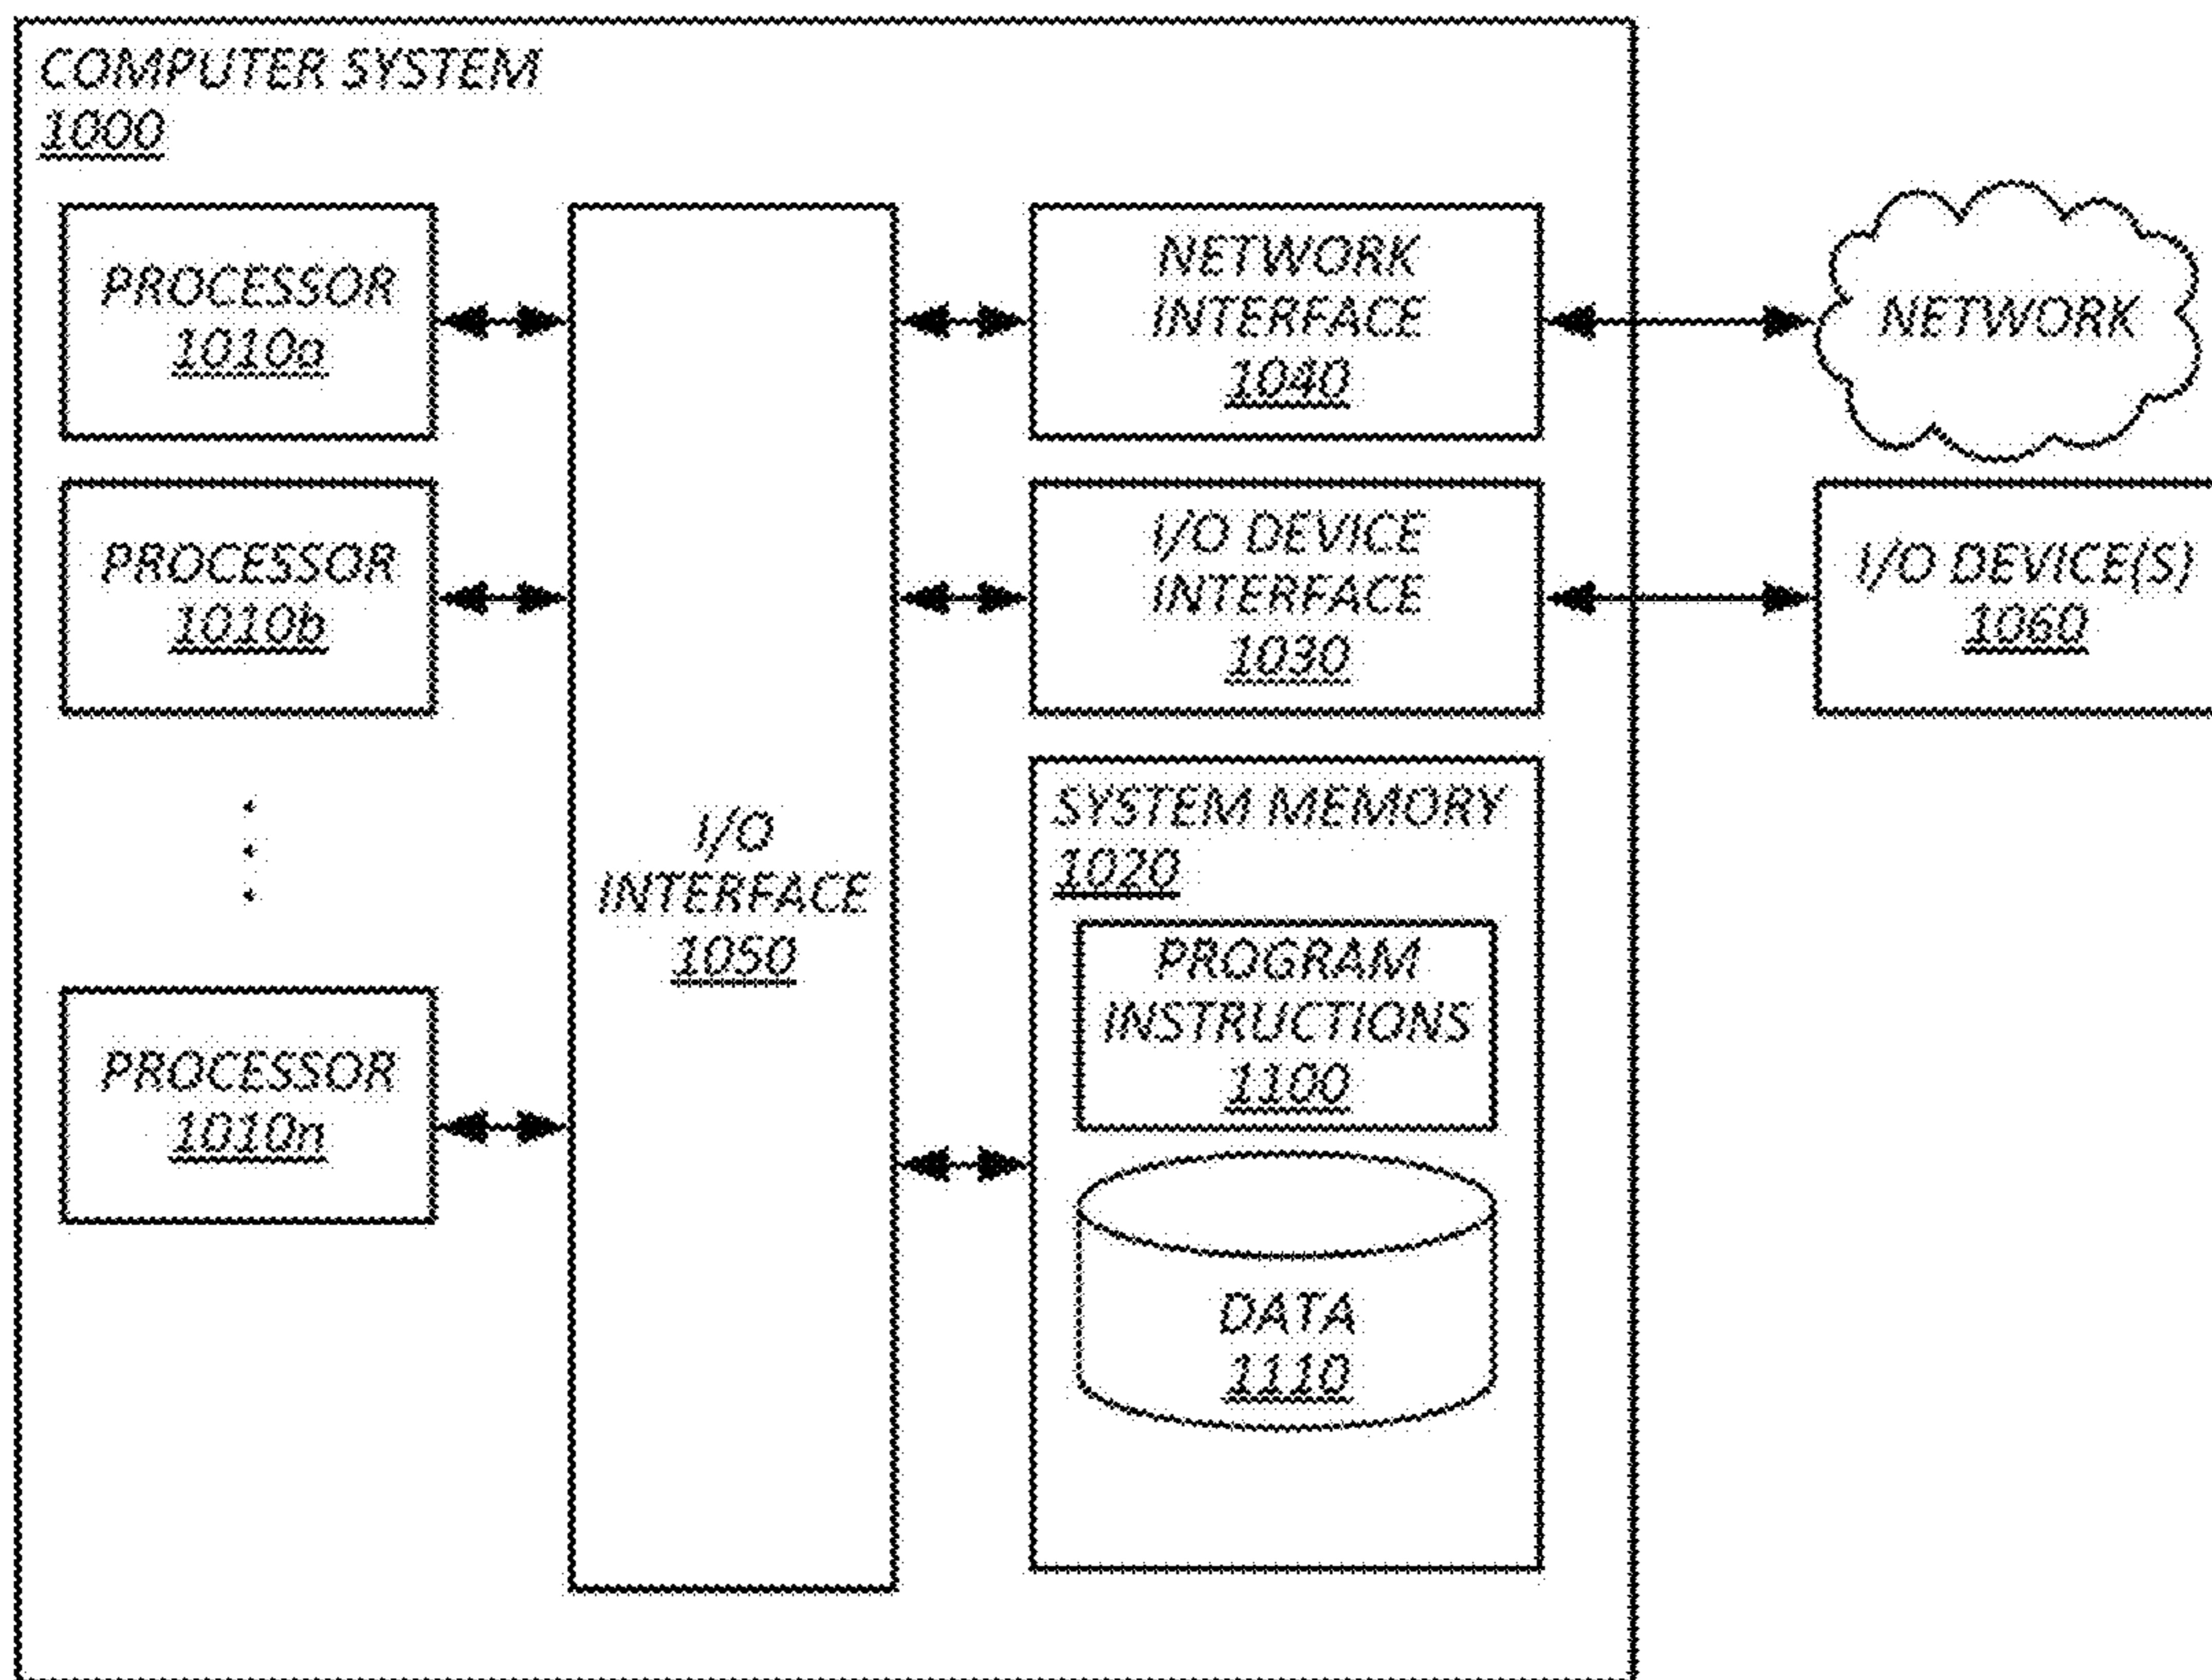 COMPUTER SYSTEM
1000
PROCESSOR
1010a
PROCESSOR
1010b
PROCESSOR
1010n
I/O
INTERFACE
1050
NETWORK
INTERFACE
1040
I/O DEVICE
INTERFACE
1030
SYSTEM MEMORY
1020
PROGRAM
INSTRUCTIONS
1100
DATA
1110
NETWORK
I/O DEVICE(S)
1060